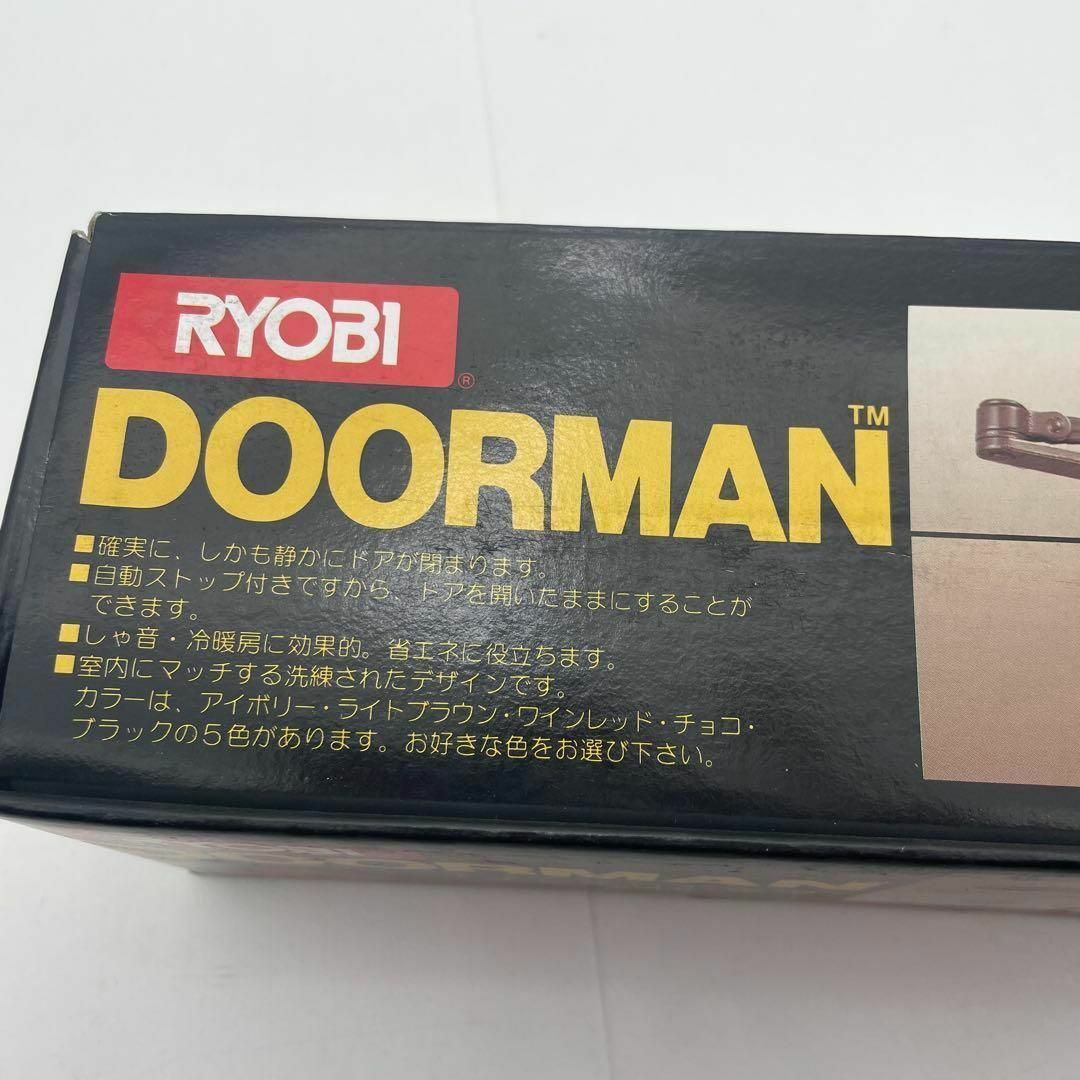 RYOBI
®
DOORMAN™
■確実に、しかも静かにドアが閉まります。
■自動ストップ付きですから、ドアを開いたままにすることが
できます。
■しゃ音・冷暖房に効果的。省エネに役立ちます。
■室内にマッチする洗練されたデザインです。
カラーは、アイボリー・ライトブラウン・ワインレッド・チョコ・
ブラックの5色があります。お好きな色をお選び下さい。